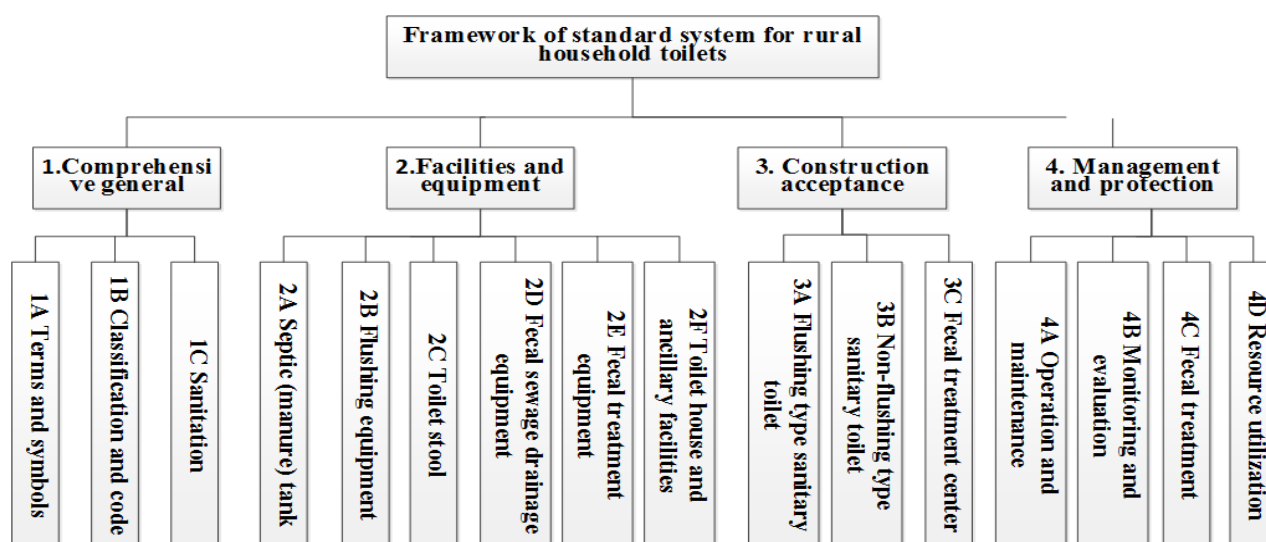 Framework of standard system for rural
household toilets
1.Comprehensi
ve general
2.Facilities and
equipment
3. Construction
acceptance
4. Management
and protection
1A Terms and symbols
1B Classification and code
1C Sanitation
2A Septic (manure) tank
2B Flushing equipment
2C Toilet stool
2D Fecal sewage drainage
equipment
2E Fecal treatment
equipment
2F Toilet house and
ancillary facilities
3A Flushing type sanitary
toilet
3B Non-flushing type
sanitary toilet
3C Fecal treatment center
4A Operation and
maintenance
4B Monitoring and
evaluation
4C Fecal treatment
4D Resource utilization